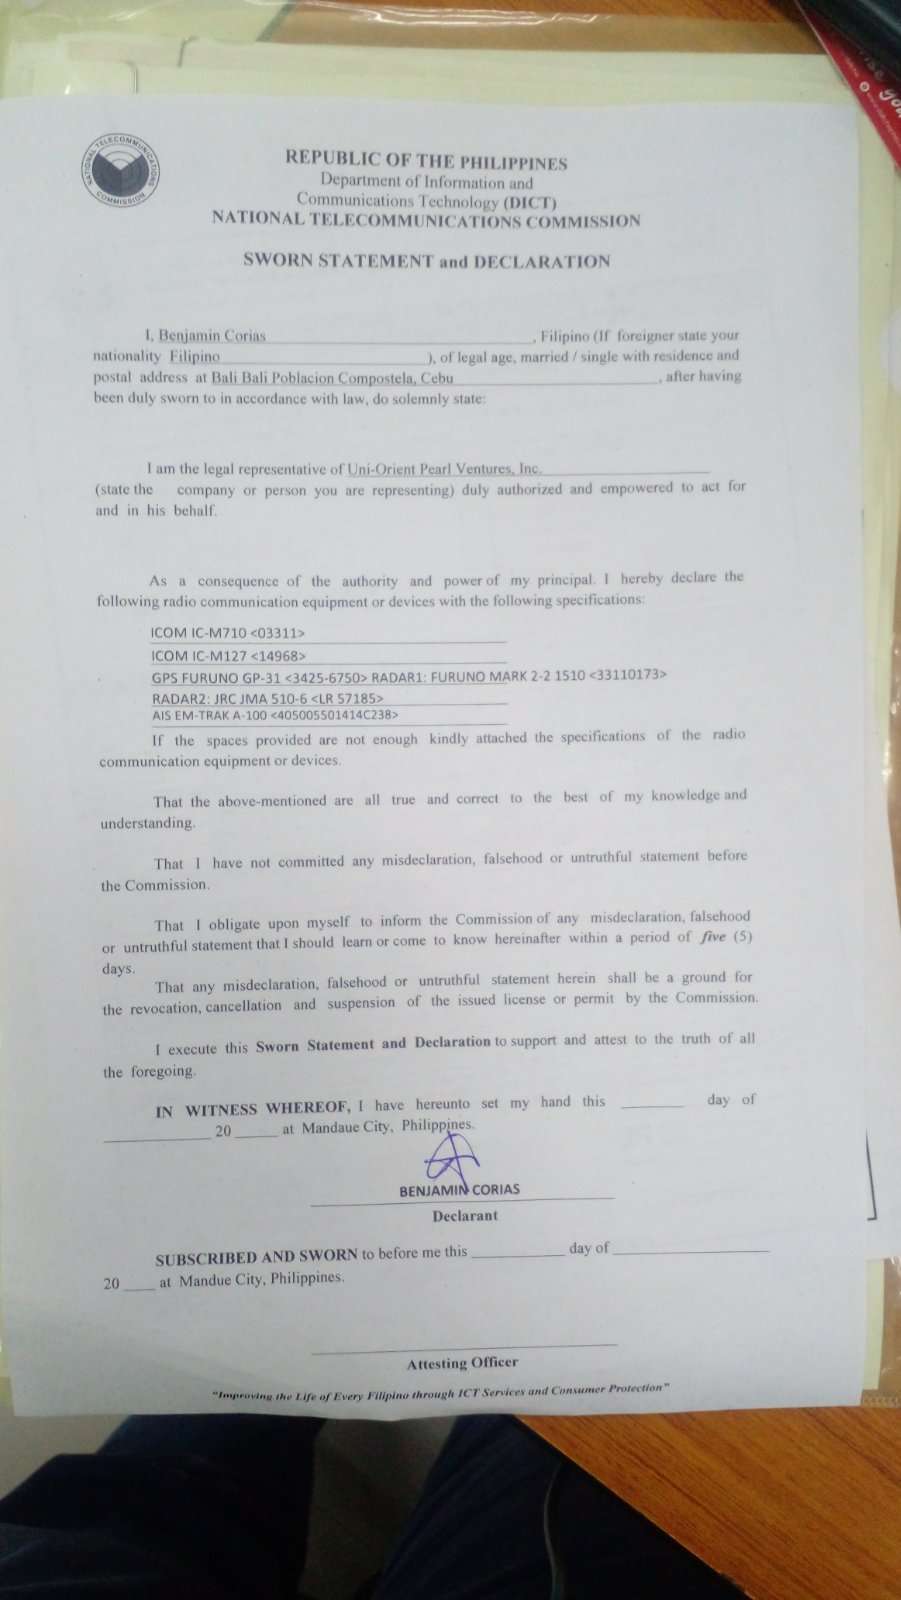 NATIONAL TELECOMMUNICATIONS
COMMISSION
REPUBLIC OF THE PHILIPPINES
Department of Information and
Communications Technology (DICT)
NATIONAL TELECOMMUNICATIONS COMMISSION
SWORN STATEMENT and DECLARATION
I, Benjamin Corias, Filipino (If foreigner state your
nationality Filipino), of legal age, married / single with residence and
postal address at Bali Bali Poblacion Compostela, Cebu, after having
been duly sworn to in accordance with law, do solemnly state:
I am the legal representative of Uni-Orient Pearl Ventures, Inc.
(state the company or person you are representing) duly authorized and empowered to act for
and in his behalf.
As a consequence of the authority and power of my principal. I hereby declare the
following radio communication equipment or devices with the following specifications:
ICOM IC-M710 <03311>
ICOM IC-M127 <14968>
GPS FURUNO GP-31 <3425-6750> RADAR1: FURUNO MARK 2-2 1510 <33110173>
RADAR2: JRC JMA 510-6 <LR 57185>
AIS EM-TRAK A-100 <405005501414C238>
If the spaces provided are not enough kindly attached the specifications of the radio
communication equipment or devices.
That the above-mentioned are all true and correct to the best of my knowledge and
understanding.
That I have not committed any misdeclaration, falsehood or untruthful statement before
the Commission.
That I obligate upon myself to inform the Commission of any misdeclaration, falsehood
or untruthful statement that I should learn or come to know hereinafter within a period of five (5)
days.
That any misdeclaration, falsehood or untruthful statement herein shall be a ground for
the revocation, cancellation and suspension of the issued license or permit by the Commission.
I execute this Sworn Statement and Declaration to support and attest to the truth of all
the foregoing.
IN WITNESS WHEREOF, I have hereunto set my hand this ________ day of
______________ 20 _____ at Mandaue City, Philippines.
BENJAMIN CORIAS
Declarant
SUBSCRIBED AND SWORN to before me this ____________ day of ____________________
20 ____ at Mandue City, Philippines.
Attesting Officer
"Improving the Life of Every Filipino through ICT Services and Consumer Protection"